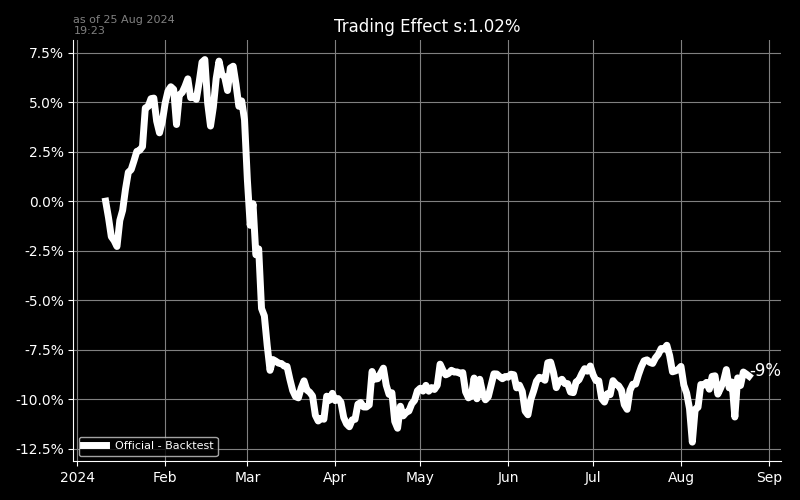 as of 25 Aug 2024
19:23
Trading Effect s:1.02%
7.5%
5.0%
2.5%
0.0%
-2.5%
-5.0%
-7.5%
-10.0%
-12.5%
-9%
Official - Backtest
2024 Feb Mar Apr May Jun Jul Aug Sep